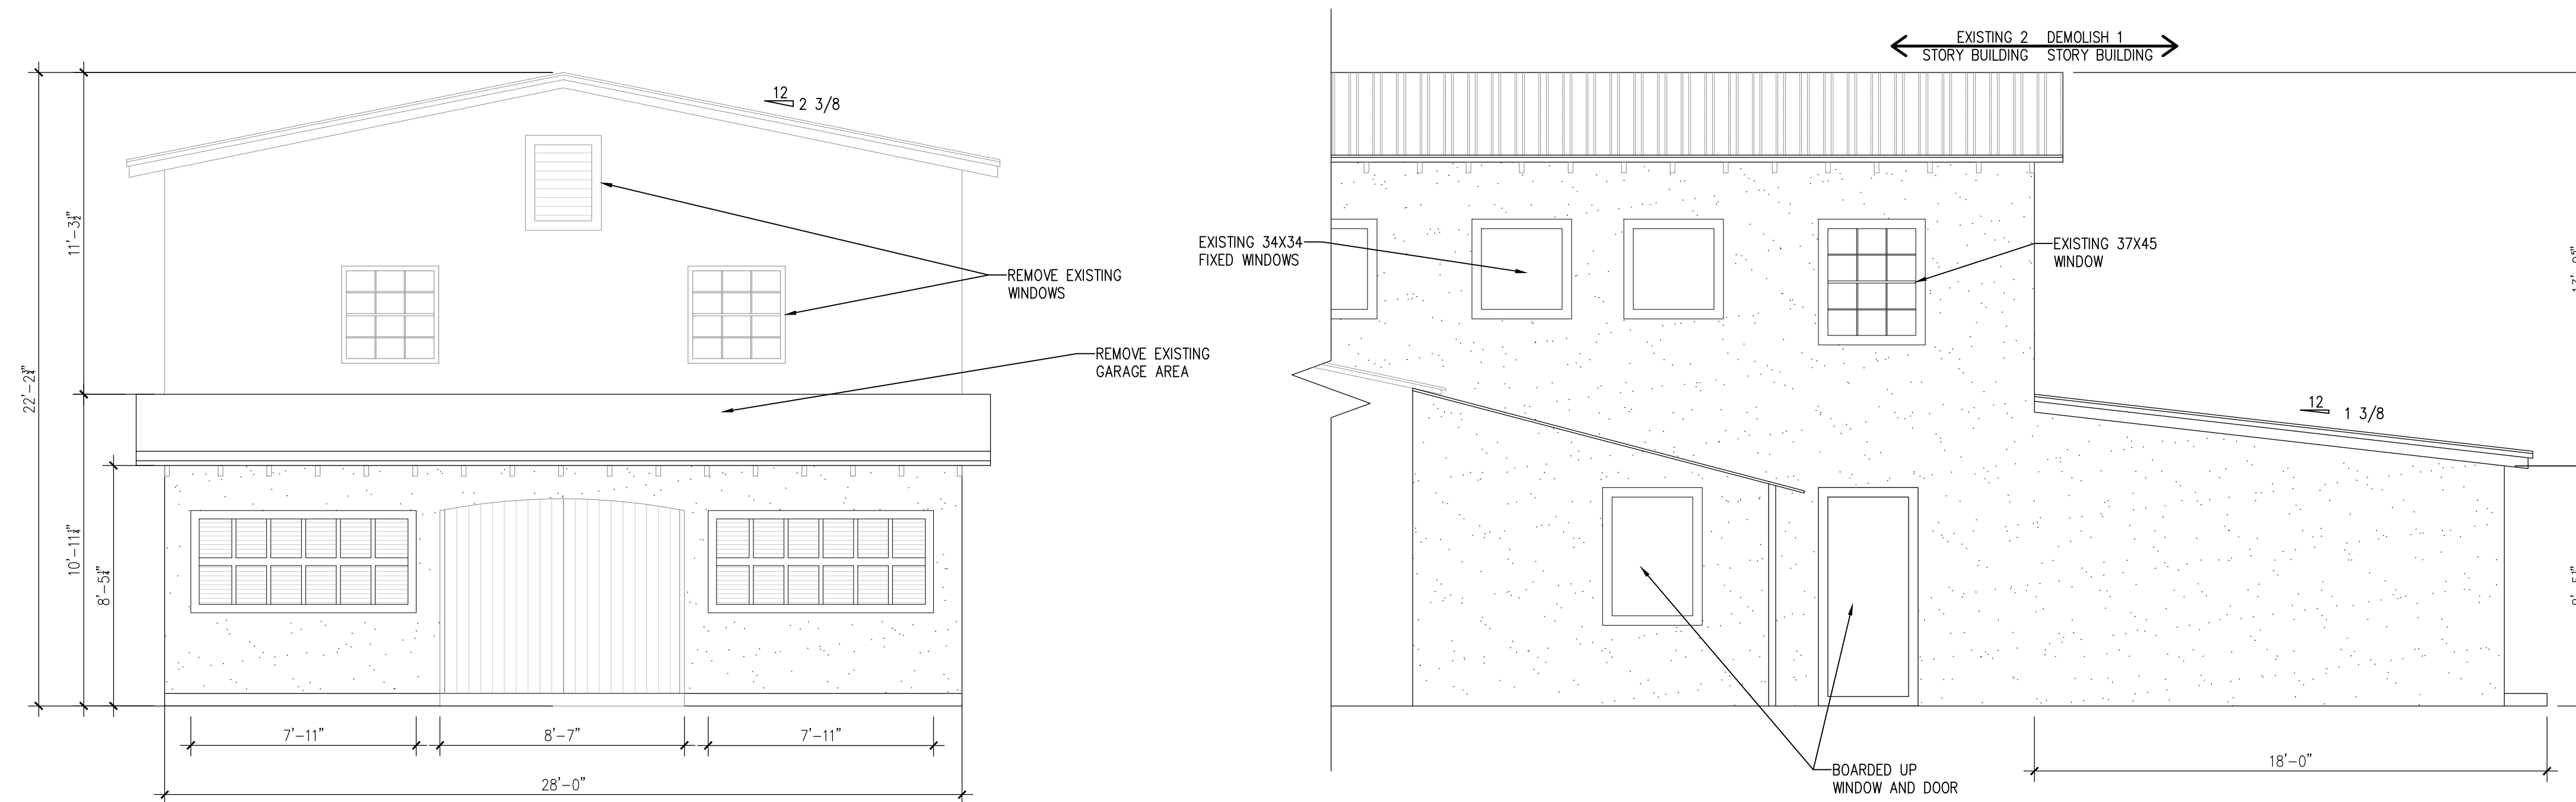 12
2 3/8
11'-3½"
22'-2¾"
10'-11¼"
8'-5¼"
REMOVE EXISTING
WINDOWS
REMOVE EXISTING
GARAGE AREA
7'-11"
8'-7"
7'-11"
28'-0"
EXISTING 2
STORY BUILDING
DEMOLISH 1
STORY BUILDING
EXISTING 34X34
FIXED WINDOWS
EXISTING 37X45
WINDOW
12
1 3/8
BOARDED UP
WINDOW AND DOOR
18'-0"